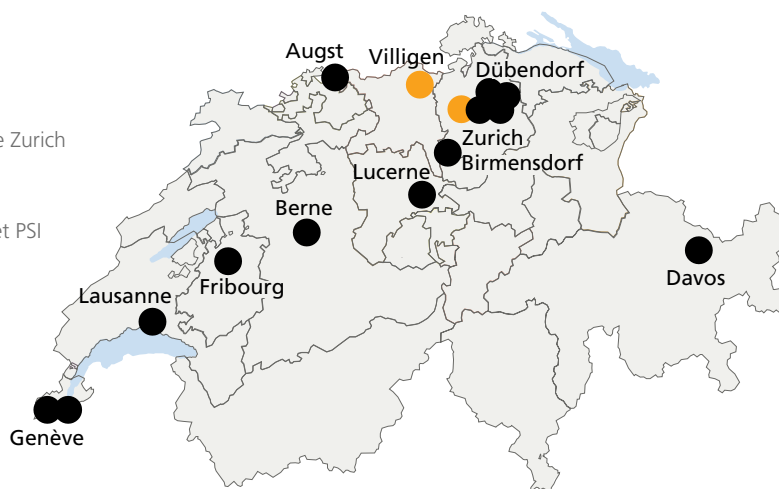 Augst
Villigen
Dübendorf
e Zurich
Zurich
Birmensdorf
Lucerne
Berne
et PSI
Davos
Fribourg
Lausanne
Genève